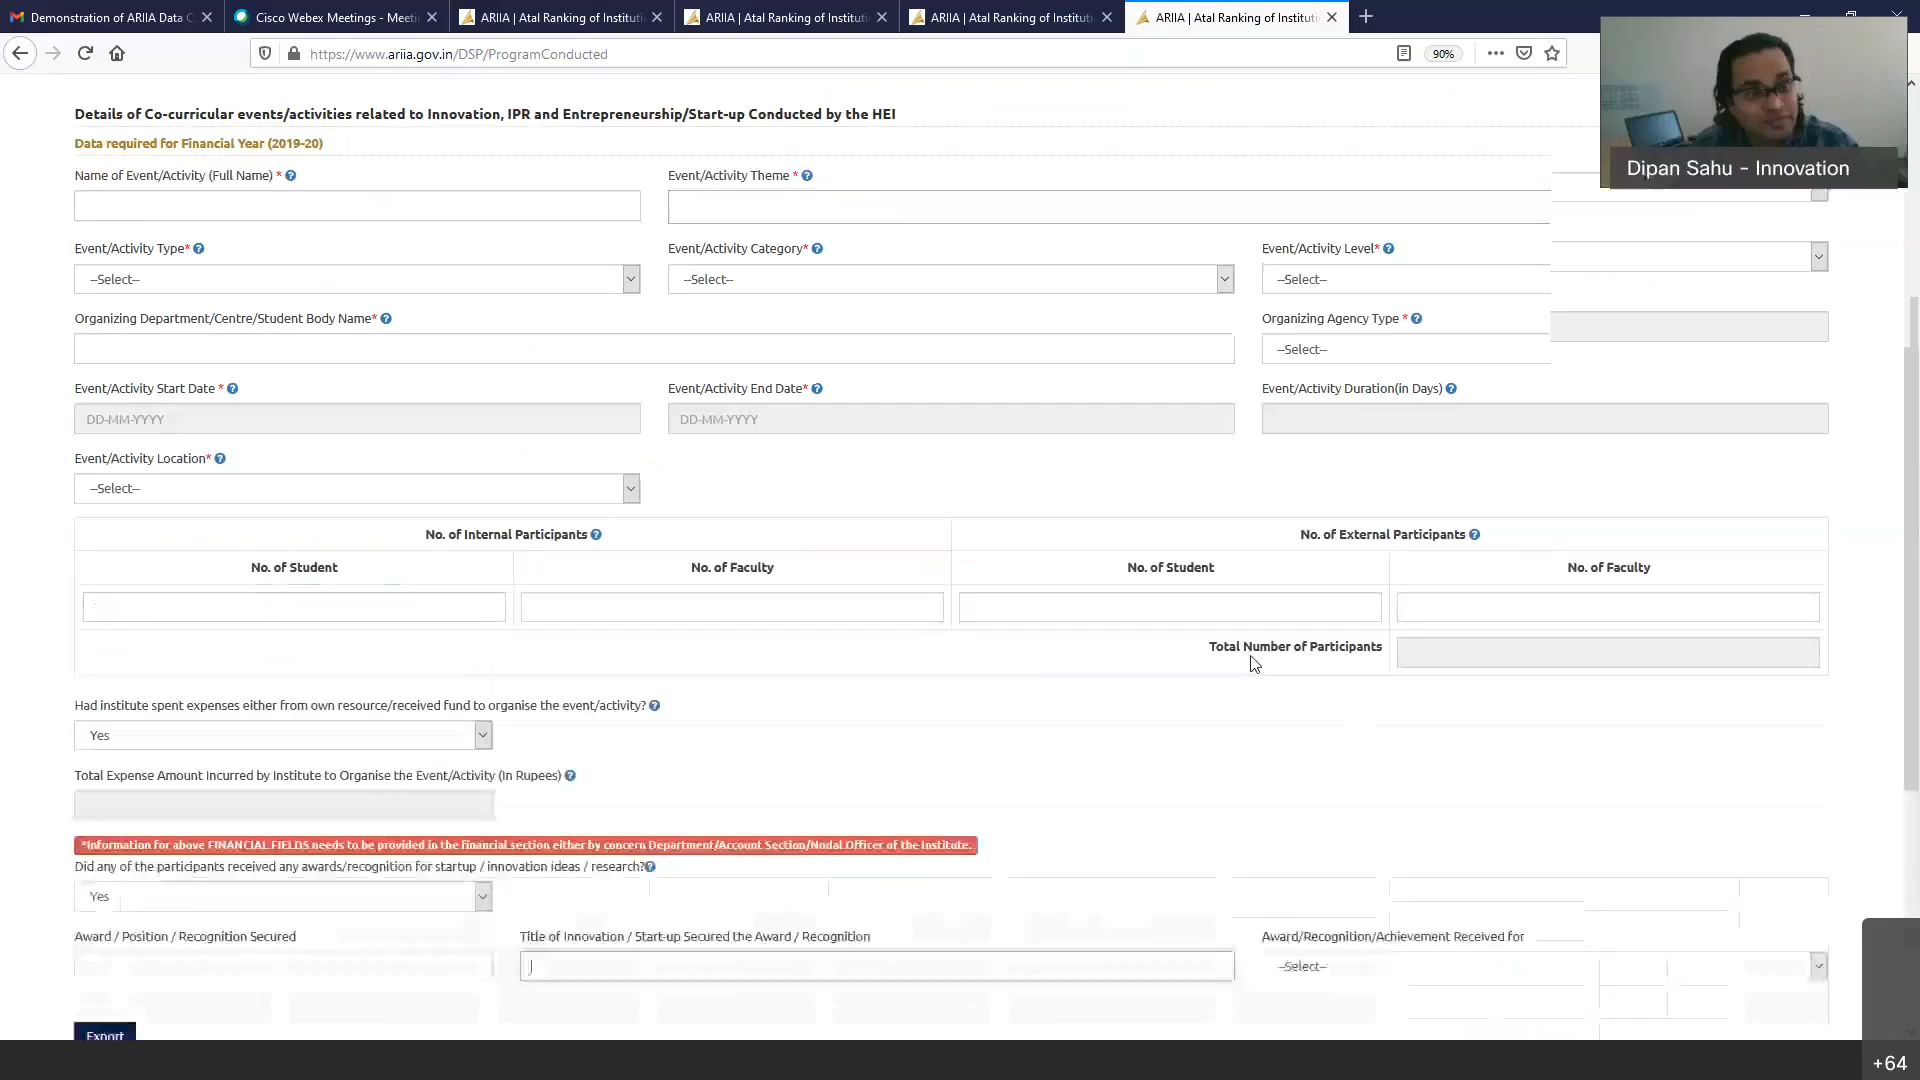 Demonstration of ARIIA Data C
Cisco Webex Meetings - Meeti
ARIIA | Atal Ranking of Instituti
ARIIA | Atal Ranking of Instituti
ARIIA | Atal Ranking of Instituti
ARIIA | Atal Ranking of Instituti
https://www.ariia.gov.in/DSP/ProgramConducted
90%
Dipan Sahu - Innovation
Details of Co-curricular events/activities related to Innovation, IPR and Entrepreneurship/Start-up Conducted by the HEI
Data required for Financial Year (2019-20)
Name of Event/Activity (Full Name) *
Event/Activity Theme *
Event/Activity Type*
Event/Activity Category*
Event/Activity Level*
--Select--
--Select--
--Select--
Organizing Department/Centre/Student Body Name*
Organizing Agency Type *
--Select--
Event/Activity Start Date *
Event/Activity End Date*
Event/Activity Duration(in Days)
DD-MM-YYYY
DD-MM-YYYY
Event/Activity Location*
--Select--
No. of Internal Participants
No. of External Participants
No. of Student
No. of Faculty
No. of Student
No. of Faculty
Total Number of Participants
Had institute spent expenses either from own resource/received fund to organise the event/activity?
Yes
Total Expense Amount Incurred by Institute to Organise the Event/Activity (In Rupees)
*Information for above FINANCIAL FIELDS needs to be provided in the financial section either by concern Department/Account Section/Nodal Officer of the Institute.
Did any of the participants received any awards/recognition for startup / innovation ideas / research?
Yes
Award / Position / Recognition Secured
Title of Innovation / Start-up Secured the Award / Recognition
Award/Recognition/Achievement Received for
--Select--
Export
+64